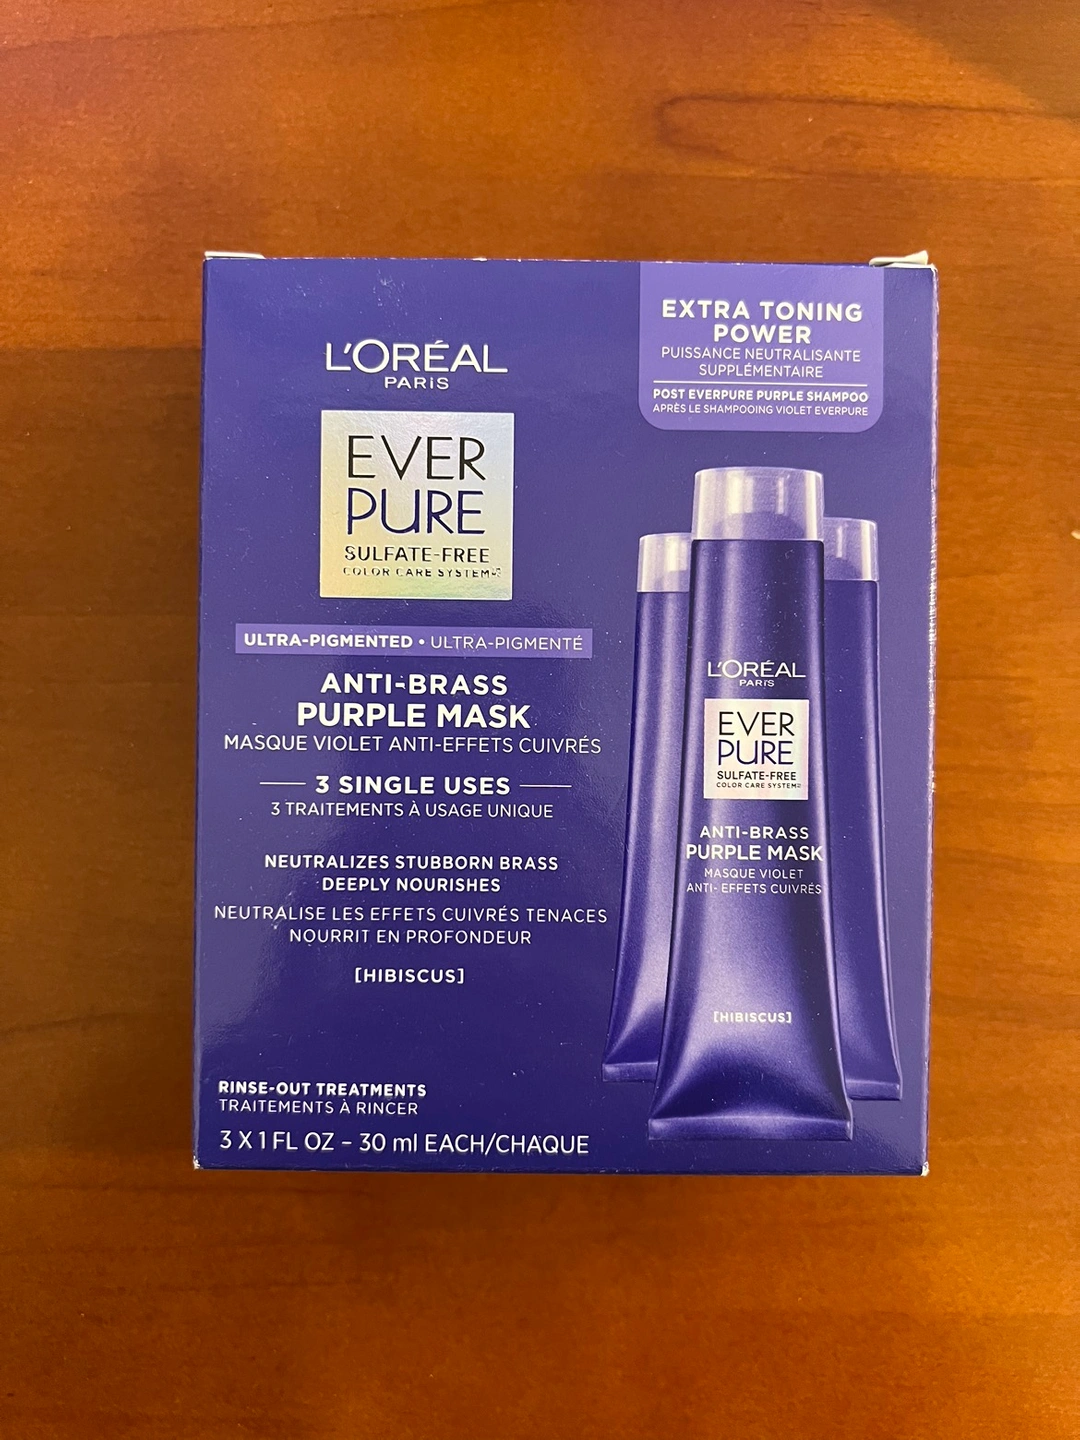 L'ORÉAL
PARIS
EVER
PURE
SULFATE-FREE
COLOR CARE SYSTEM
ULTRA-PIGMENTED • ULTRA-PIGMENTÉ
ANTI-BRASS
PURPLE MASK
MASQUE VIOLET ANTI-EFFETS CUIVRÉS
3 SINGLE USES
3 TRAITEMENTS À USAGE UNIQUE
NEUTRALIZES STUBBORN BRASS
DEEPLY NOURISHES
NEUTRALISE LES EFFETS CUIVRÉS TENACES
NOURRIT EN PROFONDEUR
[HIBISCUS]
RINSE-OUT TREATMENTS
TRAITEMENTS À RINCER
3 X 1 FL OZ – 30 ml EACH/CHAQUE
EXTRA TONING
POWER
PUISSANCE NEUTRALISANTE
SUPPLÉMENTAIRE
POST EVERPURE PURPLE SHAMPOO
APRÈS LE SHAMPOOING VIOLET EVERPURE
L'ORÉAL
PARIS
EVER
PURE
SULFATE-FREE
COLOR CARE SYSTEM
ANTI-BRASS
PURPLE MASK
MASQUE VIOLET
ANTI- EFFETS CUIVRÉS
[HIBISCUS]